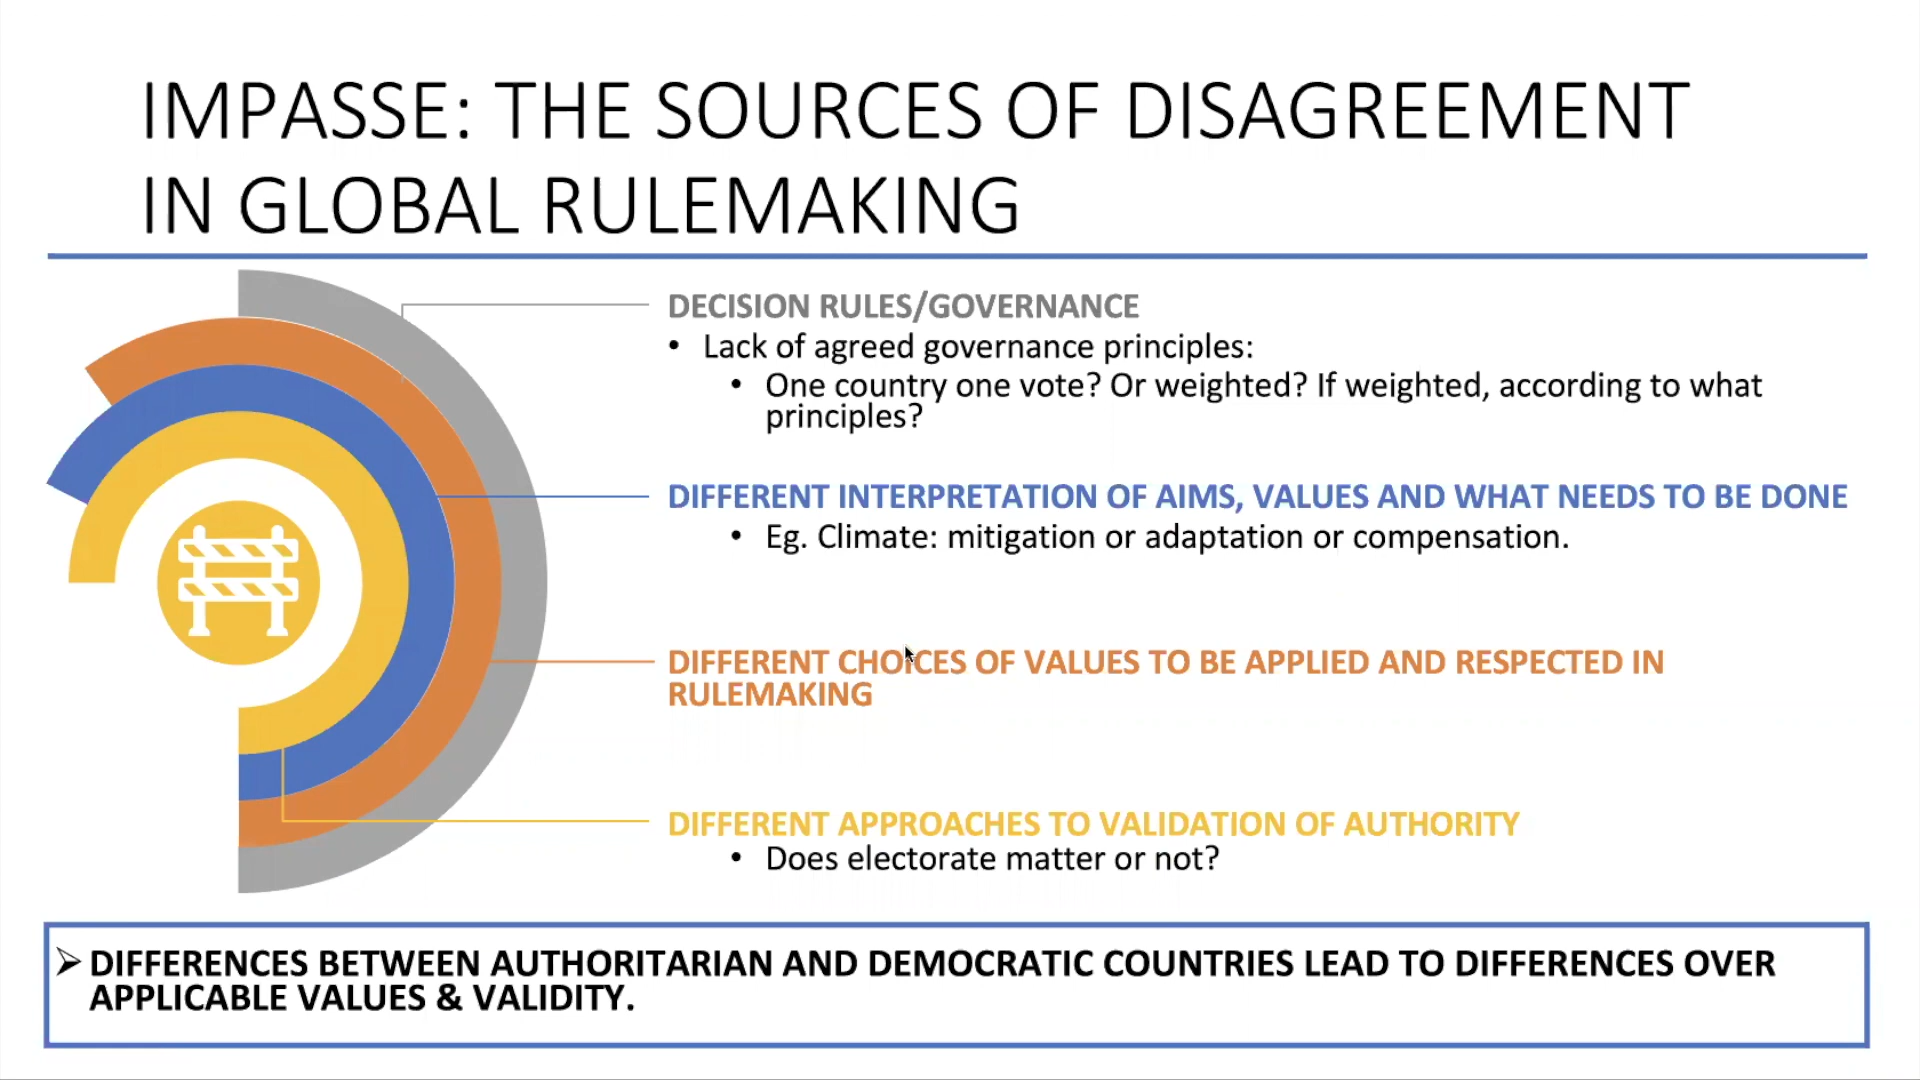 IMPASSE: THE SOURCES OF DISAGREEMENT
IN GLOBAL RULEMAKING
DECISION RULES/GOVERNANCE
• Lack of agreed governance principles:
• One country one vote? Or weighted? If weighted, according to what
principles?
DIFFERENT INTERPRETATION OF AIMS, VALUES AND WHAT NEEDS TO BE DONE
• Eg. Climate: mitigation or adaptation or compensation.
DIFFERENT CHOICES OF VALUES TO BE APPLIED AND RESPECTED IN
RULEMAKING
DIFFERENT APPROACHES TO VALIDATION OF AUTHORITY
• Does electorate matter or not?
➢ DIFFERENCES BETWEEN AUTHORITARIAN AND DEMOCRATIC COUNTRIES LEAD TO DIFFERENCES OVER
APPLICABLE VALUES & VALIDITY.